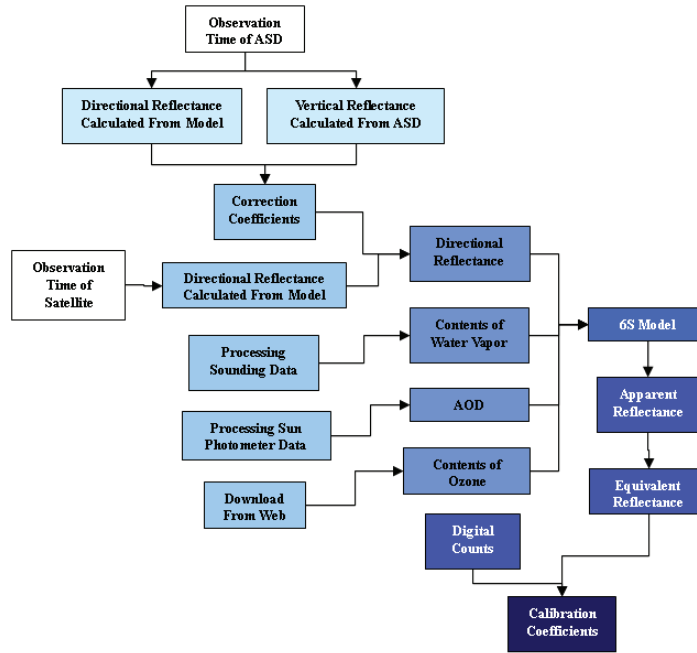 Observation
Time of ASD
Directional Reflectance
Calculated From Model
Vertical Reflectance
Calculated From ASD
Correction
Coefficients
Directional
Reflectance
Observation
Time of
Satellite
Directional Reflectance
Calculated From Model
Contents of
Water Vapor
6S Model
Processing
Sounding Data
Apparent
Reflectance
AOD
Processing Sun
Photometer Data
Contents of
Ozone
Equivalent
Reflectance
Download
From Web
Digital
Counts
Calibration
Coefficients